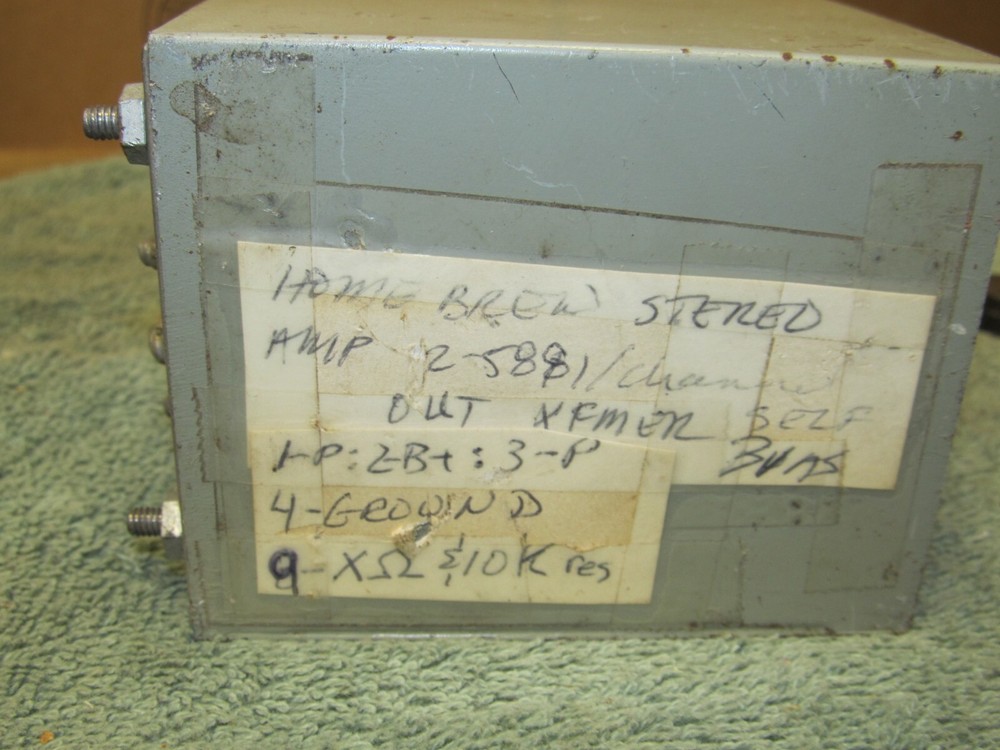 HOME BREW STEREO
AMP 2-5881/channel
OUT XFMER SELF
1-P: 2B+: 3-P BIAS
4-GROUND
9-XΩ & 10K res